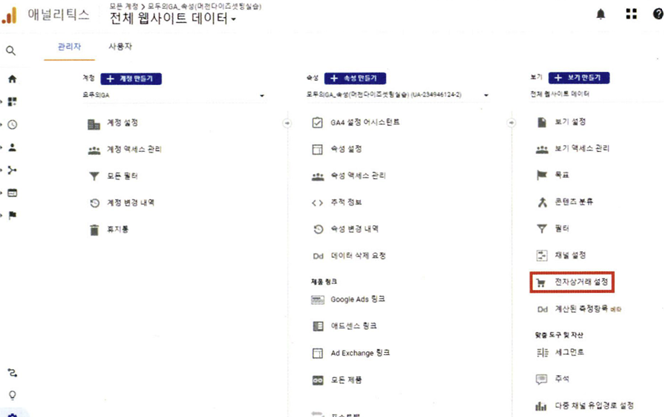 애널리틱스
모든 계정 > 모두의GA_속성(머천다이즈셋팅실습)
전체 웹사이트 데이터
관리자 사용자
계정 + 계정 만들기
모두의GA
계정 설정
계정 액세스 관리
모든 필터
계정 변경 내역
휴지통
속성 + 속성 만들기
모두의GA_속성(머천다이즈셋팅실습) (UA-234946124-2)
GA4 설정 어시스턴트
속성 설정
속성 액세스 관리
<> 추적 정보
속성 변경 내역
Dd 데이터 삭제 요청
제품 링크
Google Ads 링크
애드센스 링크
Ad Exchange 링크
모든 제품
보기 + 보기 만들기
전체 웹사이트 데이터
보기 설정
보기 액세스 관리
목표
콘텐츠 분류
필터
채널 설정
전자상거래 설정
Dd 계산된 측정항목 베타
맞춤 도구 및 자산
세그먼트
주석
다중 채널 유입경로 설정